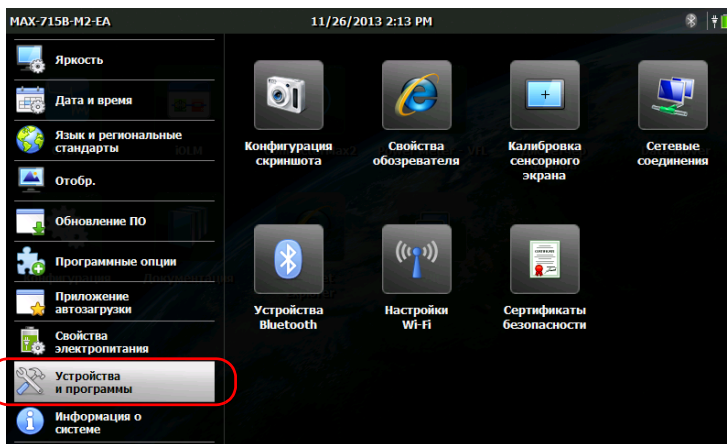 MAX-715B-M2-EA
11/26/2013 2:13 PM
Яркость
Дата и время
Язык и региональные
стандарты
Отобр.
Обновление ПО
Программные опции
Приложение
автозагрузки
Свойства
электропитания
Устройства
и программы
Информация о
системе
Конфигурация
скриншота
Свойства
обозревателя
Калибровка
сенсорного
экрана
Сетевые
соединения
Устройства
Bluetooth
Настройки
Wi-Fi
Сертификаты
безопасности